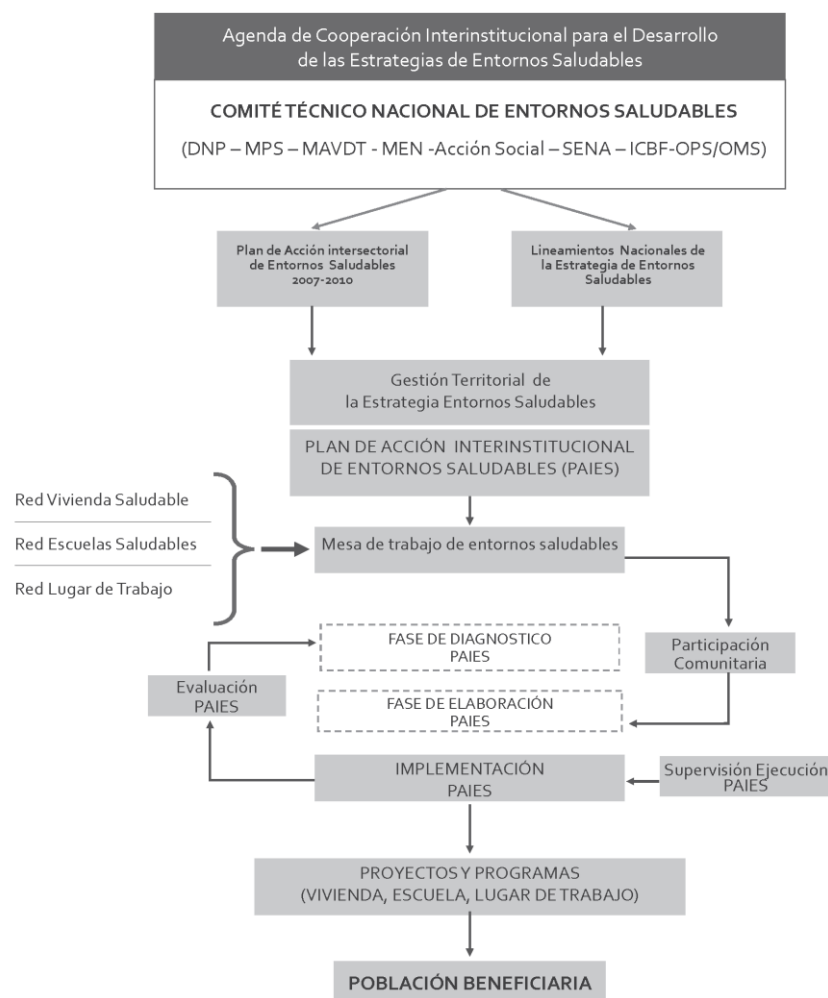 Agenda de Cooperación Interinstitucional para el Desarrollo
de las Estrategias de Entornos Saludables
COMITÉ TÉCNICO NACIONAL DE ENTORNOS SALUDABLES
(DNP – MPS – MAVDT - MEN -Acción Social – SENA – ICBF-OPS/OMS)
Plan de Acción intersectorial
de Entornos Saludables
2007-2010
Lineamientos Nacionales de
la Estrategia de Entornos
Saludables
Gestión Territorial de
la Estrategia Entornos Saludables
PLAN DE ACCIÓN INTERINSTITUCIONAL
DE ENTORNOS SALUDABLES (PAIES)
Red Vivienda Saludable
Red Escuelas Saludables
Red Lugar de Trabajo
Mesa de trabajo de entornos saludables
FASE DE DIAGNOSTICO
PAIES
Participación
Comunitaria
Evaluación
PAIES
FASE DE ELABORACIÓN
PAIES
IMPLEMENTACIÓN
PAIES
Supervisión Ejecución
PAIES
PROYECTOS Y PROGRAMAS
(VIVIENDA, ESCUELA, LUGAR DE TRABAJO)
POBLACIÓN BENEFICIARIA